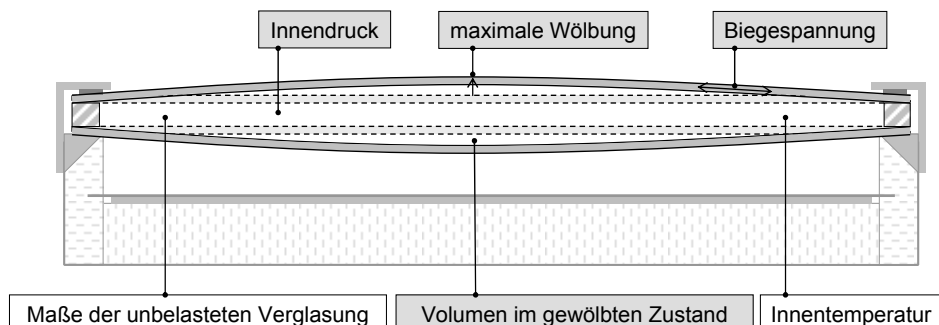 Innendruck
maximale Wölbung
Biegespannung
Maße der unbelasteten Verglasung
Volumen im gewölbten Zustand
Innentemperatur